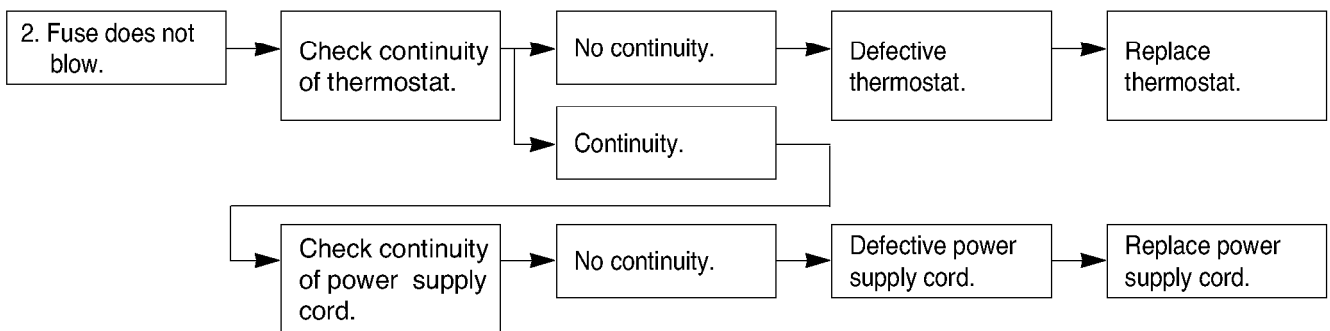 2. Fuse does not
blow.
Check continuity
of thermostat.
No continuity.
Defective
thermostat.
Replace
thermostat.
Continuity.
Check continuity
of power supply
cord.
No continuity.
Defective power
supply cord.
Replace power
supply cord.